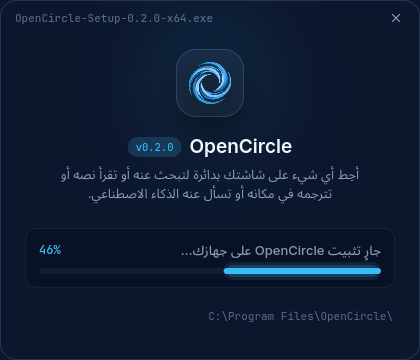 OpenCircle-Setup-0.2.0-x64.exe
OpenCircle v0.2.0
أحِط أي شيء على شاشتك بدائرة لتبحث عنه أو تقرأ نصه أو
تترجمه في مكانه أو تسأل عنه الذكاء الاصطناعي.
جارٍ تثبيت OpenCircle على جهازك... 46%
C:\Program Files\OpenCircle\